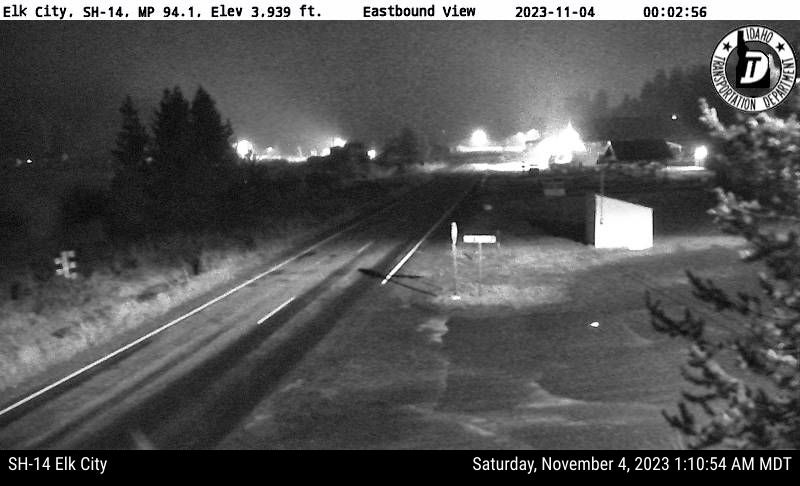 Elk City, SH-14, MP 94.1, Elev 3,939 ft. Eastbound View 2023-11-04 00:02:56
IDAHO
TRANSPORTATION DEPARTMENT
SH-14 Elk City Saturday, November 4, 2023 1:10:54 AM MDT